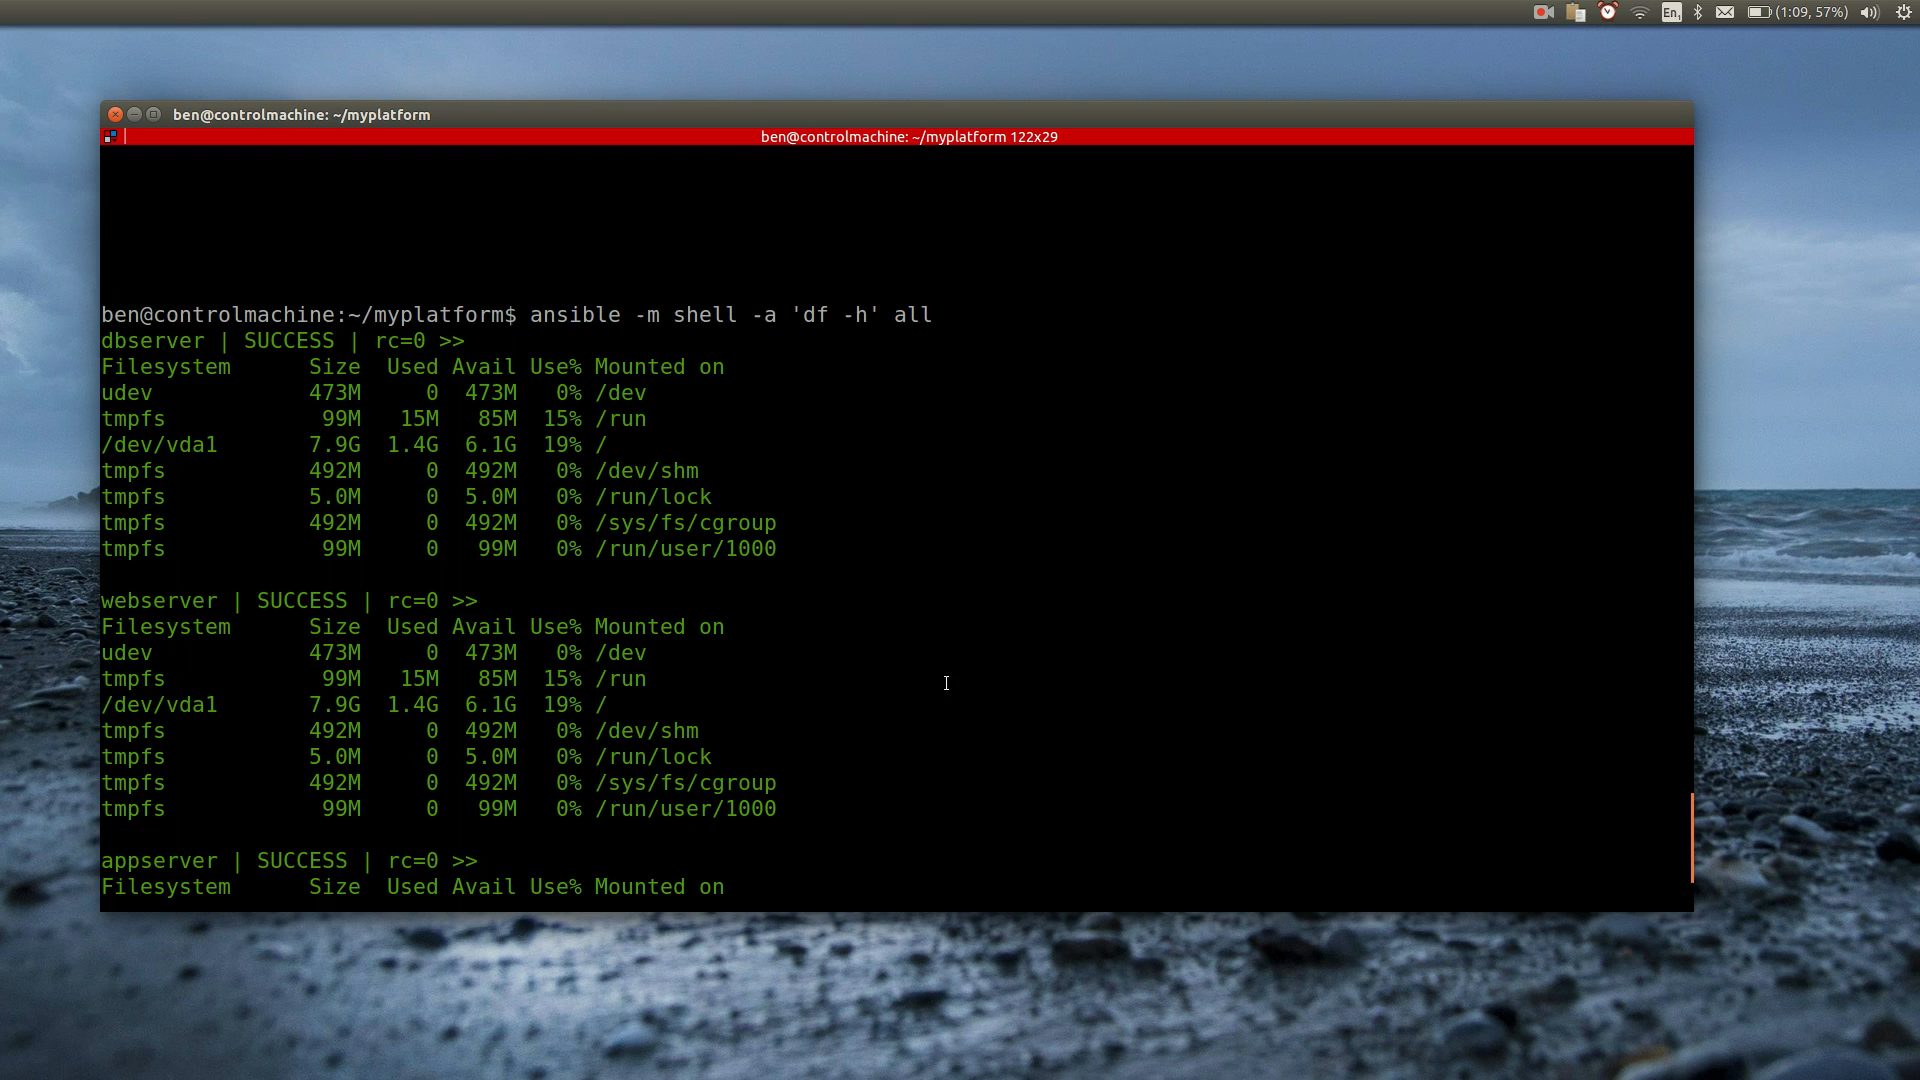 En1 (1:09, 57%)
ben@controlmachine: ~/myplatform
ben@controlmachine: ~/myplatform 122x29
ben@controlmachine:~/myplatform$ ansible -m shell -a 'df -h' all
dbserver | SUCCESS | rc=0 >>
Filesystem      Size  Used Avail Use% Mounted on
udev            473M     0  473M   0% /dev
tmpfs            99M   15M   85M  15% /run
/dev/vda1       7.9G  1.4G  6.1G  19% /
tmpfs           492M     0  492M   0% /dev/shm
tmpfs           5.0M     0  5.0M   0% /run/lock
tmpfs           492M     0  492M   0% /sys/fs/cgroup
tmpfs            99M     0   99M   0% /run/user/1000
webserver | SUCCESS | rc=0 >>
Filesystem      Size  Used Avail Use% Mounted on
udev            473M     0  473M   0% /dev
tmpfs            99M   15M   85M  15% /run
/dev/vda1       7.9G  1.4G  6.1G  19% /
tmpfs           492M     0  492M   0% /dev/shm
tmpfs           5.0M     0  5.0M   0% /run/lock
tmpfs           492M     0  492M   0% /sys/fs/cgroup
tmpfs            99M     0   99M   0% /run/user/1000
appserver | SUCCESS | rc=0 >>
Filesystem      Size  Used Avail Use% Mounted on